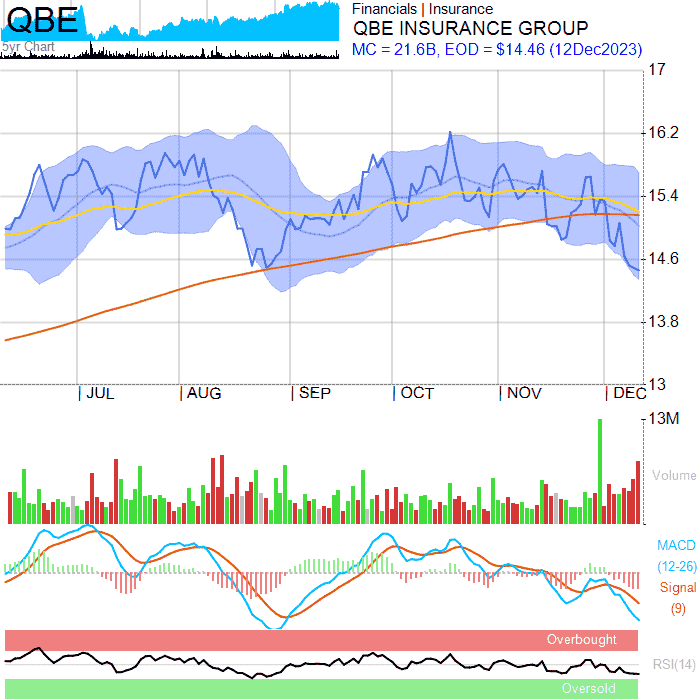 QBE
5yr Chart
Financials | Insurance
QBE INSURANCE GROUP
MC = 21.6B, EOD = $14.46 (12Dec2023)
17
16.2
15.4
14.6
13.8
13
JUL AUG SEP OCT NOV DEC
13M
Volume
MACD
(12-26)
Signal
(9)
Overbought
RSI(14)
Oversold